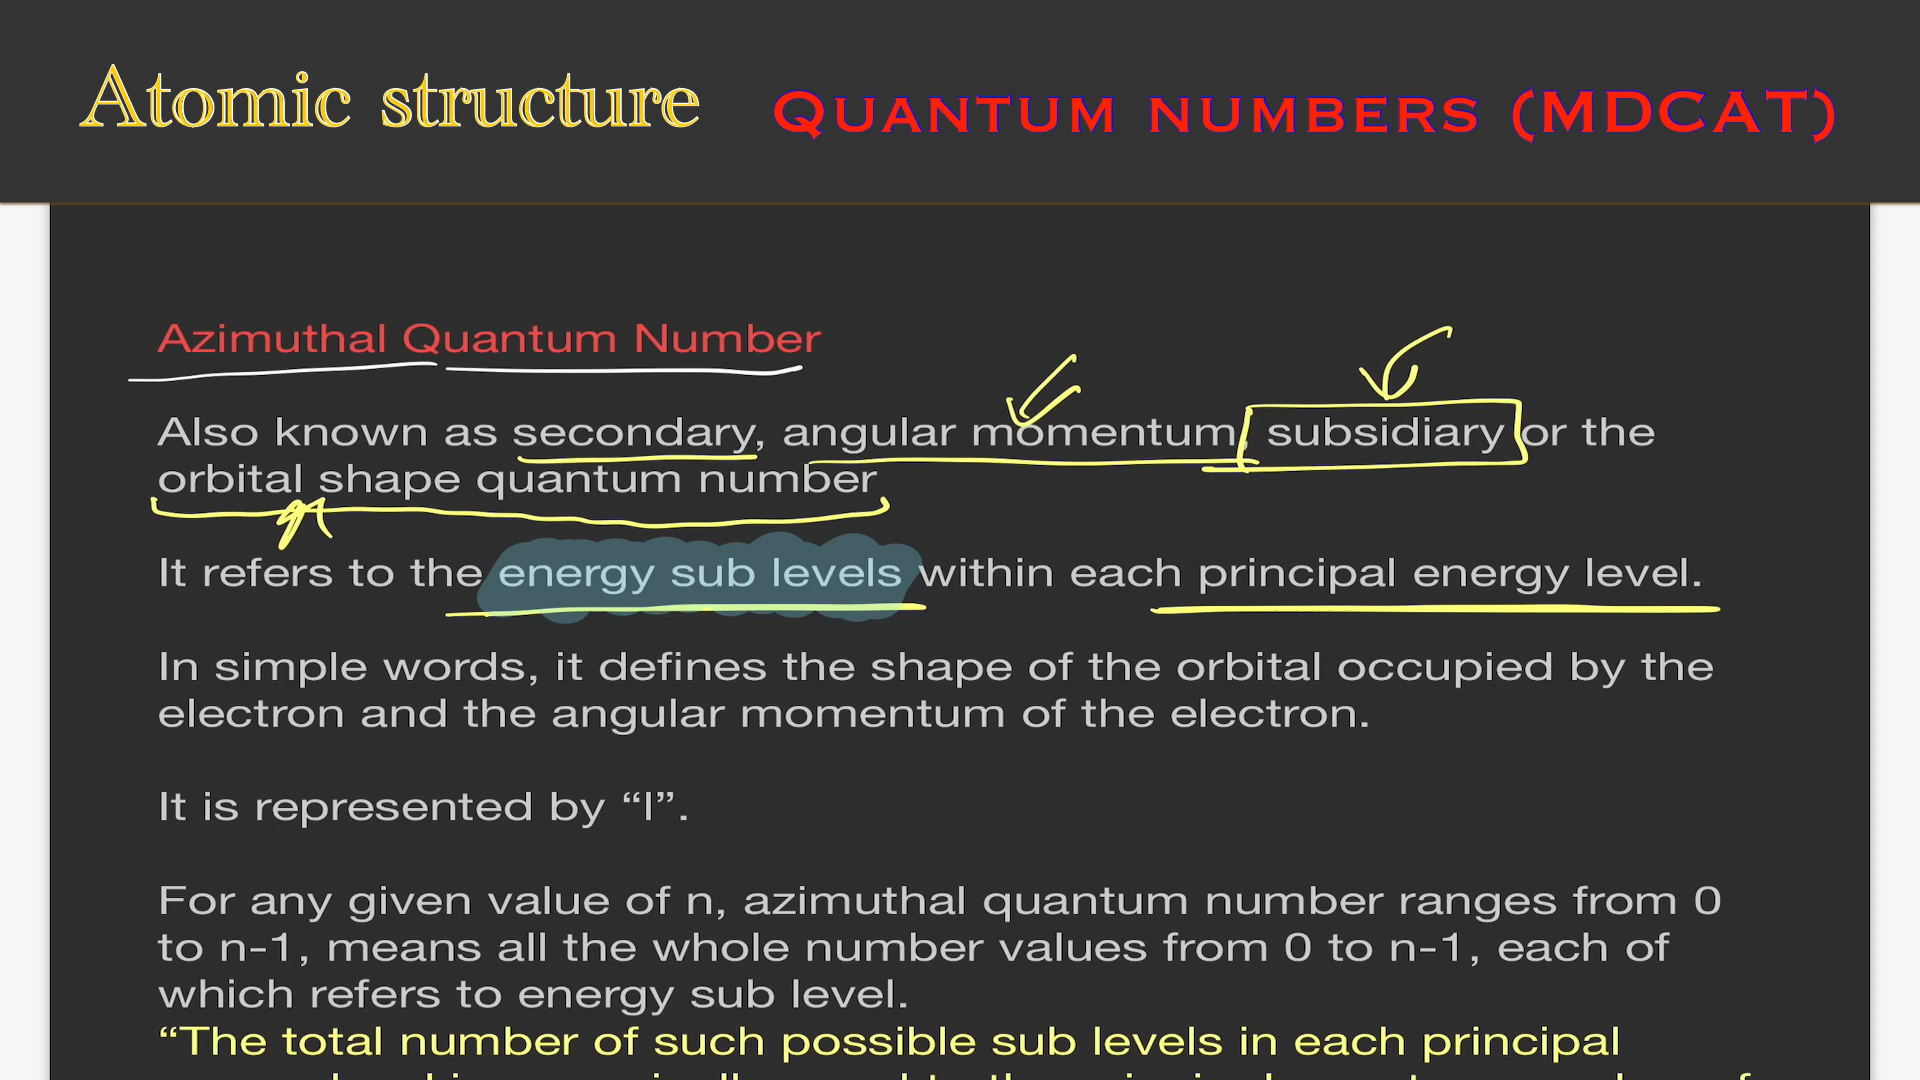 Atomic structure QUANTUM NUMBERS (MDCAT)
Azimuthal Quantum Number
Also known as secondary, angular momentum, subsidiary or the
orbital shape quantum number
It refers to the energy sub levels within each principal energy level.
In simple words, it defines the shape of the orbital occupied by the
electron and the angular momentum of the electron.
It is represented by “l”.
For any given value of n, azimuthal quantum number ranges from 0
to n-1, means all the whole number values from 0 to n-1, each of
which refers to energy sub level.
“The total number of such possible sub levels in each principal